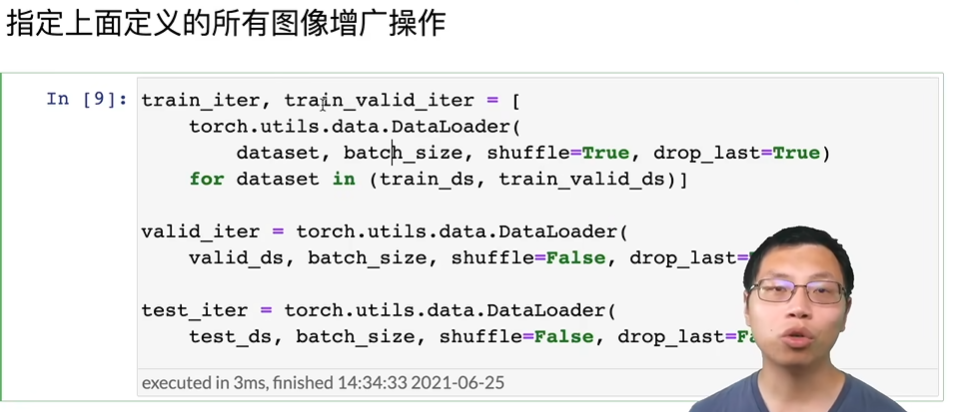 指定上面定义的所有图像增广操作
In [9]: train_iter, train_valid_iter = [
torch.utils.data.DataLoader(
dataset, batch_size, shuffle=True, drop_last=True)
for dataset in (train_ds, train_valid_ds)]
valid_iter = torch.utils.data.DataLoader(
valid_ds, batch_size, shuffle=False, drop_last=
test_iter = torch.utils.data.DataLoader(
test_ds, batch_size, shuffle=False, drop_last=
executed in 3ms, finished 14:34:33 2021-06-25